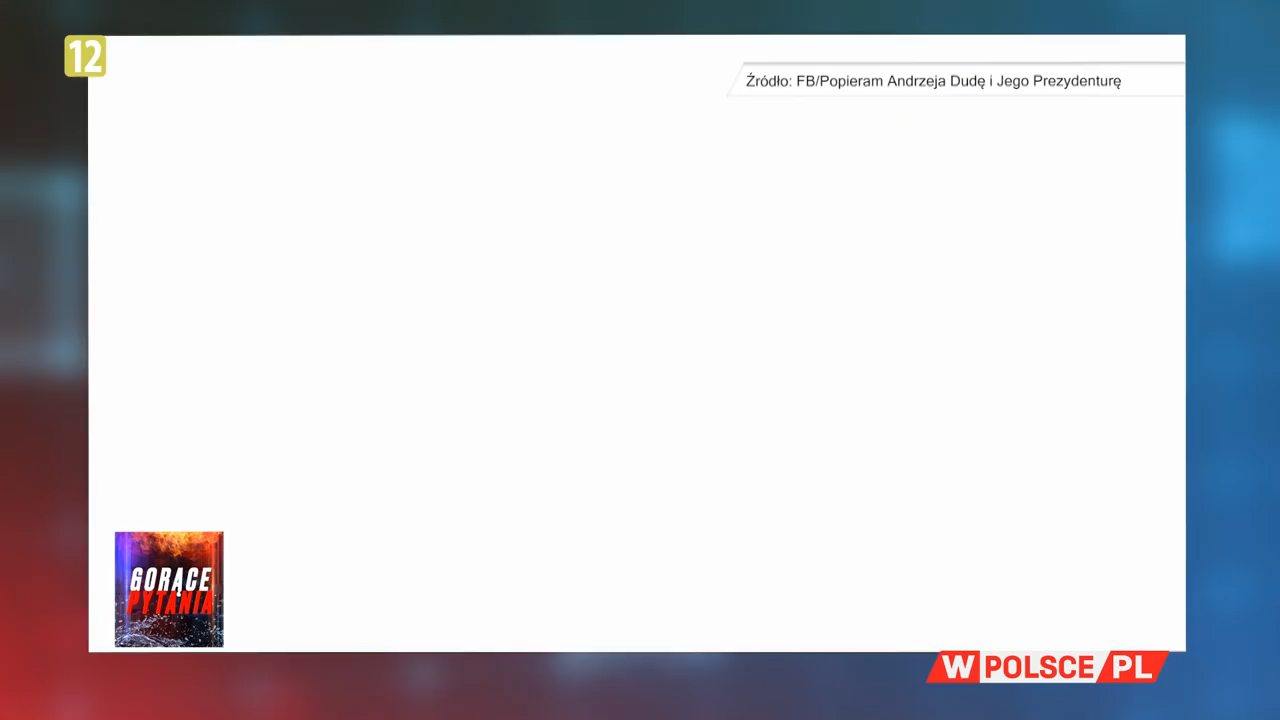 12
Źródło: FB/Popieram Andrzeja Dudę i Jego Prezydenturę
GORĄCE
PYTANIA
WPOLSCE PL